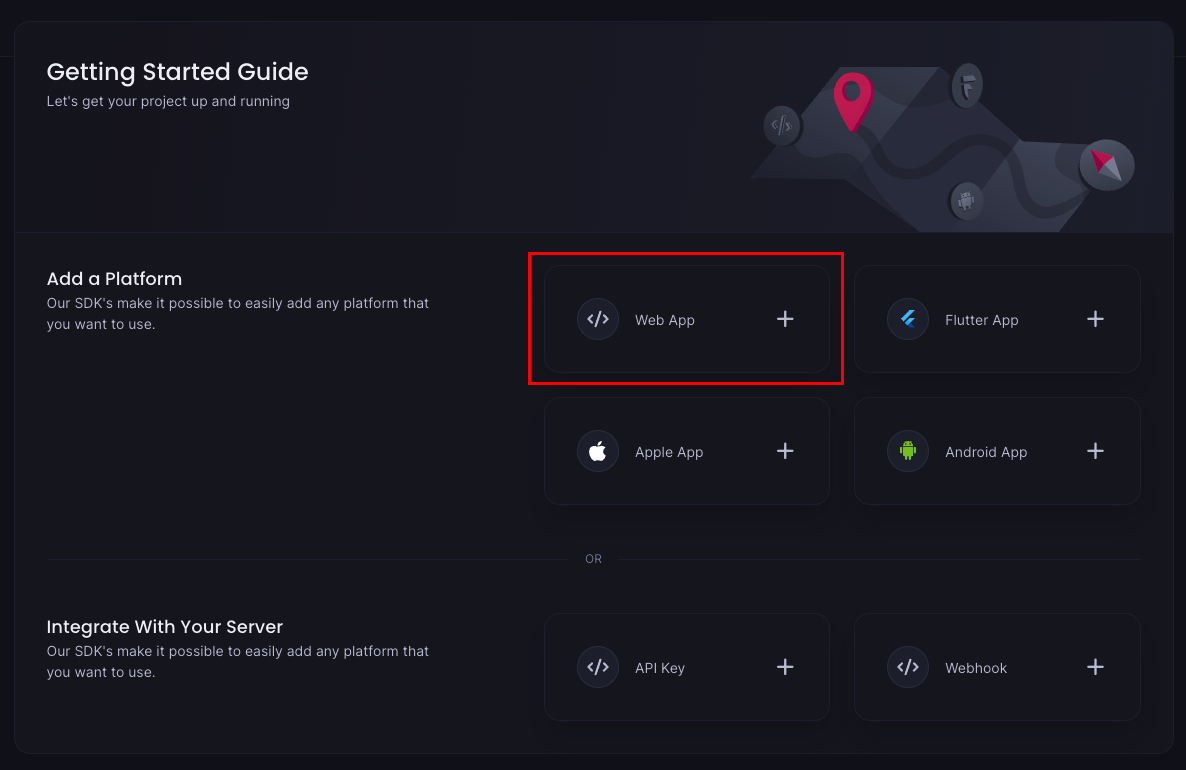 Getting Started Guide
Let's get your project up and running
Add a Platform
Our SDK's make it possible to easily add any platform that
you want to use.
Web App
Flutter App
Apple App
Android App
OR
Integrate With Your Server
Our SDK's make it possible to easily add any platform that
you want to use.
API Key
Webhook